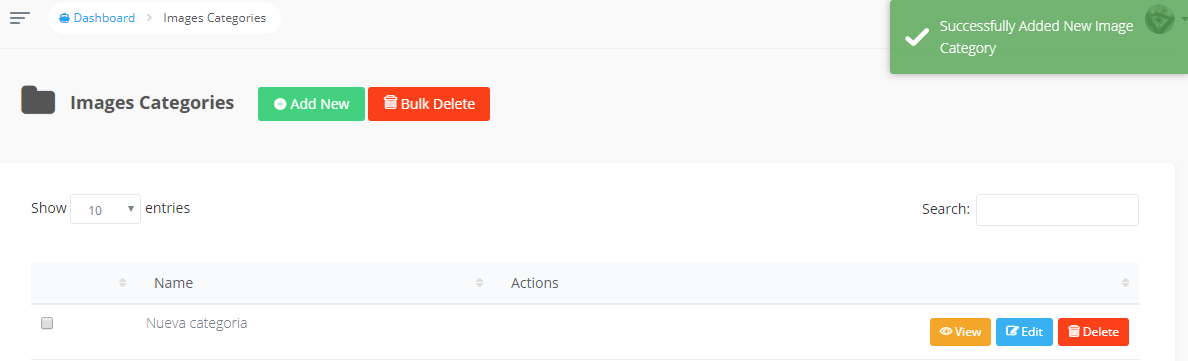 Dashboard > Images Categories
Successfully Added New Image
Category
Images Categories
Add New
Bulk Delete
Show 10 entries
Search:
Name
Actions
Nueva categoria
View
Edit
Delete